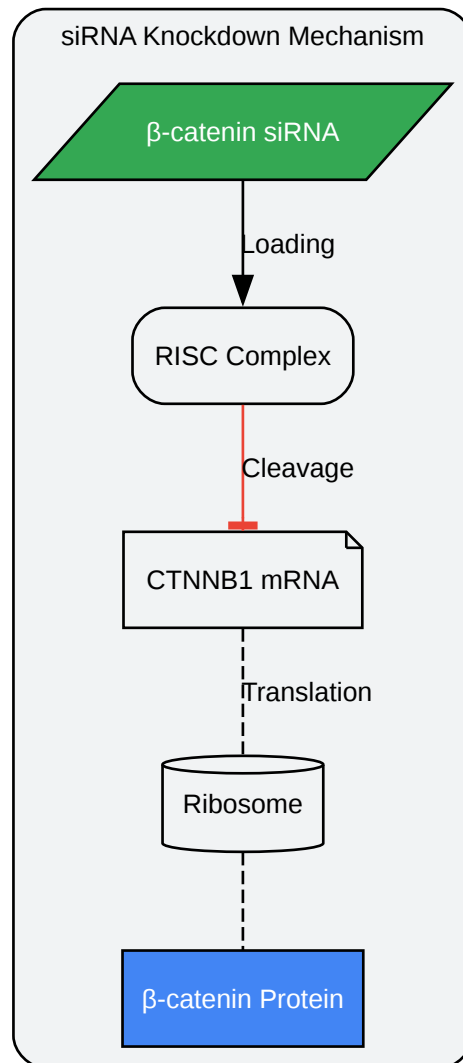 siRNA Knockdown Mechanism
β-catenin siRNA
Loading
RISC Complex
Cleavage
CTNNB1 mRNA
Translation
Ribosome
β-catenin Protein